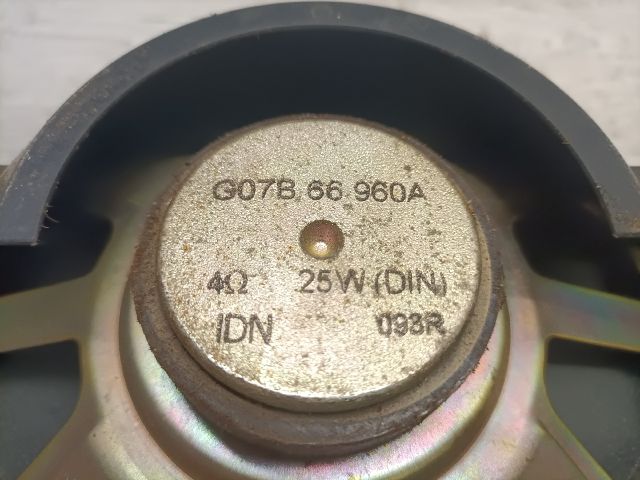 G07B 66 960A
4Ω 25W (DIN)
IDN 093R